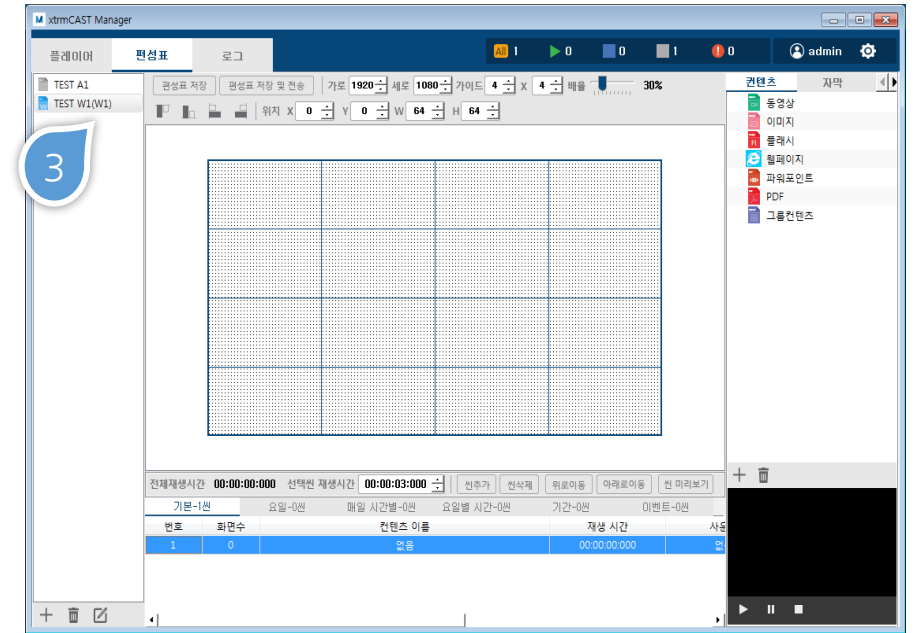 M xtrmCAST Manager
플레이어 편성표 로그 All 1 0 0 1 0 admin
TEST A1
TEST W1(W1)
3
편성표 저장 편성표 저장 및 전송 가로 1920 세로 1080 가이드 4 X 4 배율 30%
위치 X 0 Y 0 W 64 H 64
컨텐츠 자막
동영상
이미지
플래시
웹페이지
파워포인트
PDF
그룹컨텐츠
전제재생시간 00:00:00:000 선택씬 재생시간 00:00:03:000 씬추가 씬삭제 위로이동 아래로이동 씬 미리보기
기본-1씬 요일-0씬 매일 시간별-0씬 요일별 시간-0씬 기간-0씬 이벤트-0씬
번호 화면수 컨텐츠 이름 재생 시간 사용
1 0 없음 00:00:00:000 없